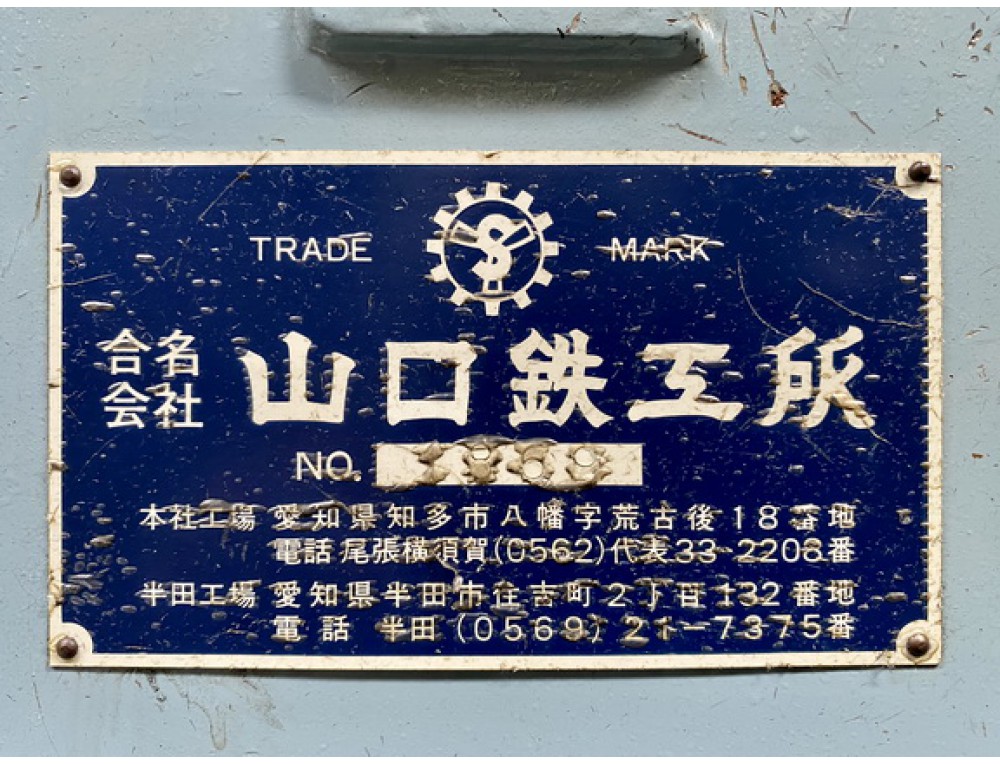 TRADE MARK
合名会社 山口鉄工所
NO.
本社工場 愛知県知多市八幡字荒古後18番地
電話 尾張横須賀(0562)代表33-2208番
半田工場 愛知県半田市住吉町2丁目132番地
電話 半田(0569)21-7375番